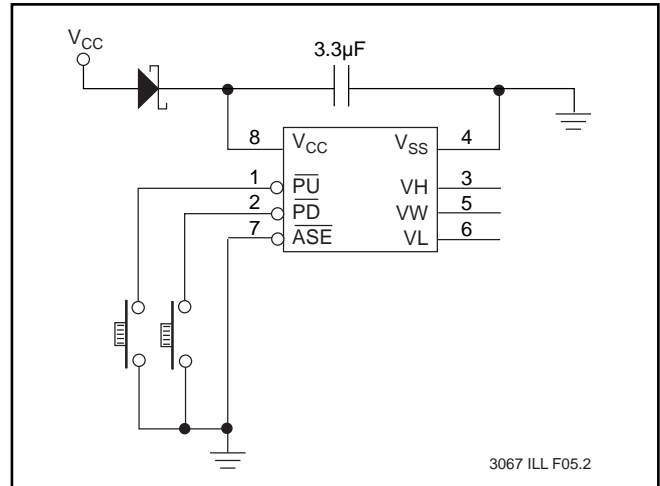 VCC
3.3µF
8 VCC VSS 4
1 PU VH 3
2 PD VW 5
7 ASE VL 6
3067 ILL F05.2